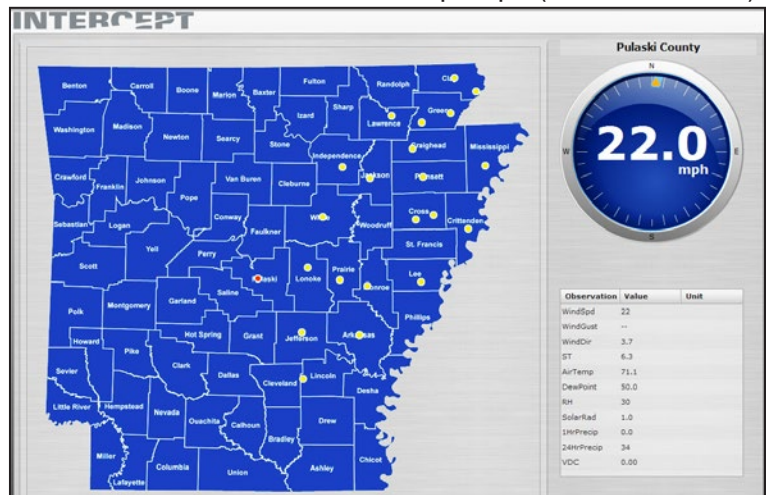 INTERCEPT
Pulaski County
N
W
E
S
22.0
mph
Benton
Carroll
Boone
Marion
Baxter
Fulton
Randolph
Clay
Izard
Sharp
Lawrence
Greene
Washington
Madison
Newton
Searcy
Stone
Independence
Craighead
Mississippi
Crawford
Franklin
Johnson
Van Buren
Cleburne
Jackson
Poinsett
Pope
Sebastian
Logan
Conway
Faulkner
White
Woodruff
Cross
Crittenden
St. Francis
Yell
Perry
Scott
Pulaski
Lonoke
Prairie
Monroe
Lee
Saline
Garland
Montgomery
Polk
Phillips
Hot Spring
Grant
Jefferson
Arkansas
Howard
Pike
Clark
Dallas
Cleveland
Lincoln
Desha
Sevier
Little River
Hempstead
Nevada
Ouachita
Calhoun
Bradley
Drew
Miller
Lafayette
Columbia
Union
Ashley
Chicot
Observation Value Unit
WindSpd 22
WindGust --
WindDir 3.7
ST 6.3
AirTemp 71.1
DewPoint 50.0
RH 30
SolarRad 1.0
1HrPrecip 0.0
24HrPrecip 34
VDC 0.00